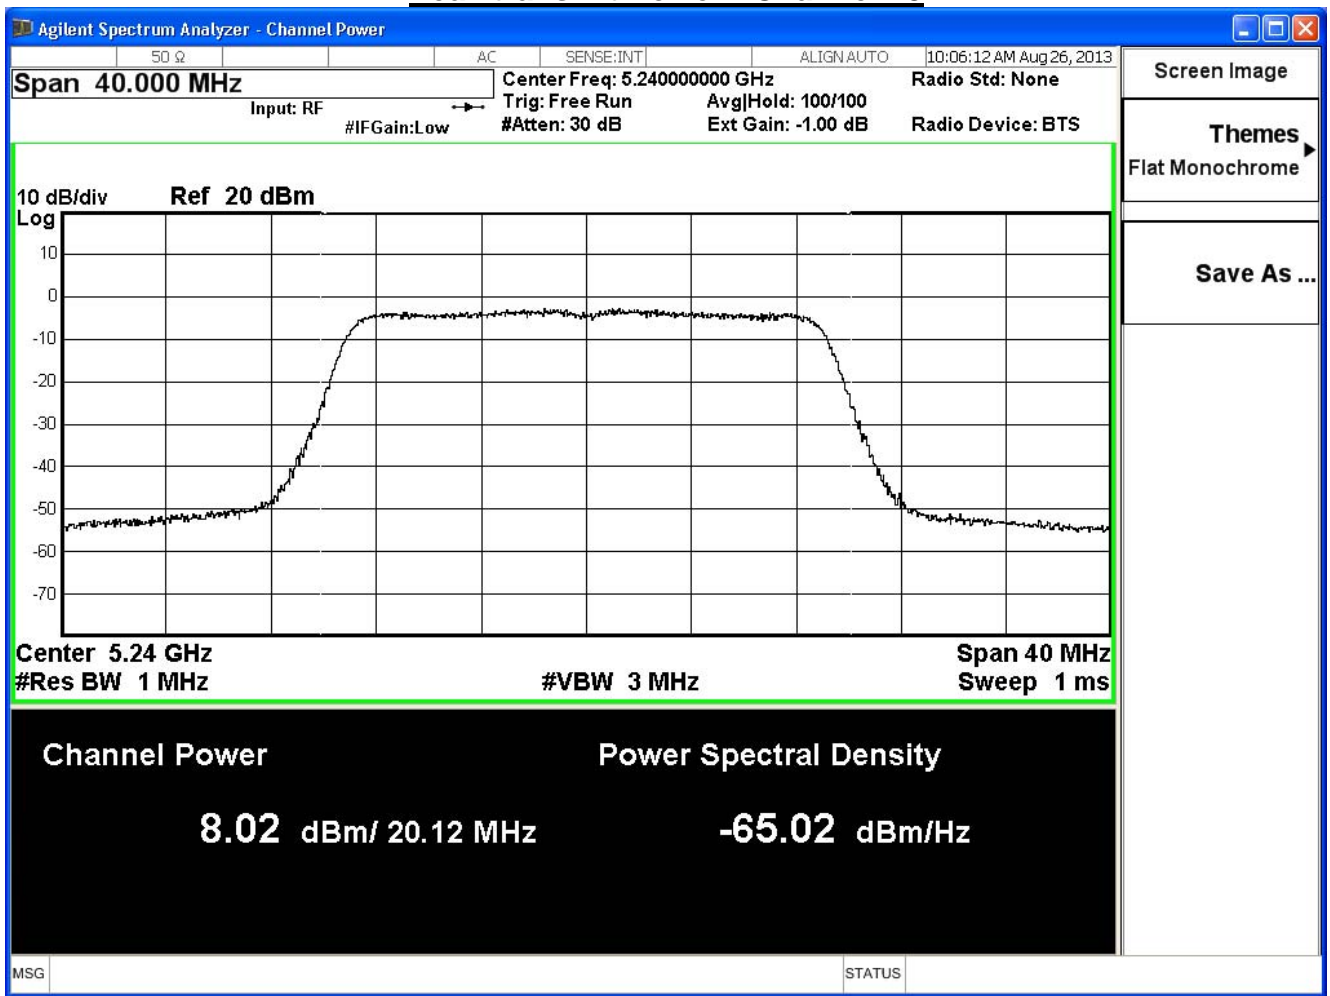 Agilent Spectrum Analyzer - Channel Power
50 Ω AC SENSE:INT ALIGN AUTO 10:06:12 AM Aug 26, 2013
Span 40.000 MHz
Input: RF
#IFGain:Low
Center Freq: 5.240000000 GHz
Trig: Free Run
#Atten: 30 dB
Avg|Hold: 100/100
Ext Gain: -1.00 dB
Radio Std: None
Radio Device: BTS
10 dB/div Ref 20 dBm
Log
10
0
-10
-20
-30
-40
-50
-60
-70
Center 5.24 GHz Span 40 MHz
#Res BW 1 MHz #VBW 3 MHz Sweep 1 ms
Channel Power Power Spectral Density
8.02 dBm/ 20.12 MHz -65.02 dBm/Hz
MSG STATUS
Screen Image
Themes
Flat Monochrome
Save As ...